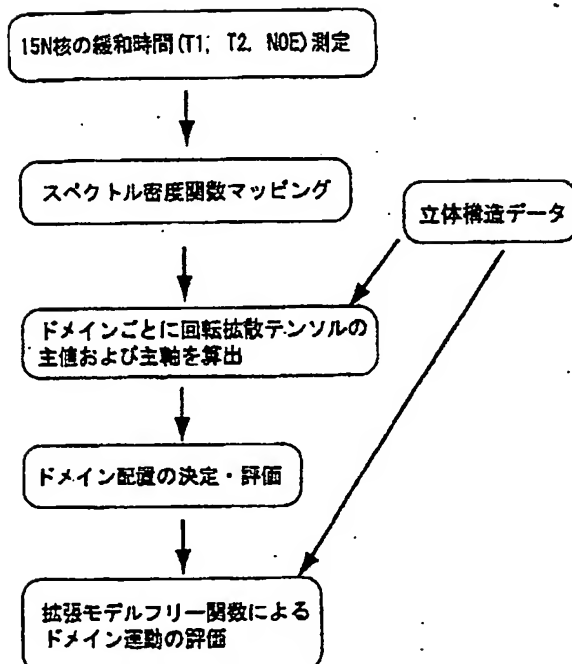 15N核の緩和時間(T1; T2, NOE)測定
スペクトル密度関数マッピング
立体構造データ
ドメインごとに回転拡散テンソルの
主値および主軸を算出
ドメイン配置の決定・評価
拡張モデルフリー関数による
ドメイン運動の評価